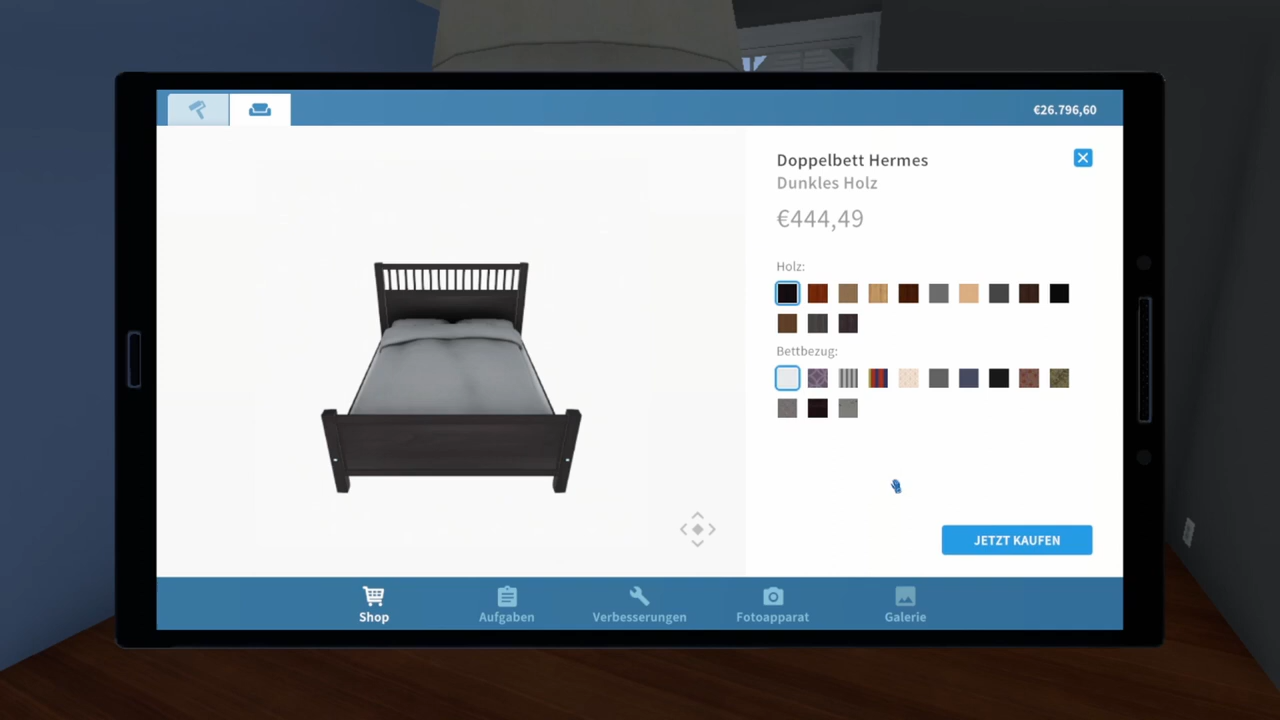 €26.796,60
Doppelbett Hermes
Dunkles Holz
€444,49
Holz:
Bettbezug:
JETZT KAUFEN
Shop
Aufgaben
Verbesserungen
Fotoapparat
Galerie